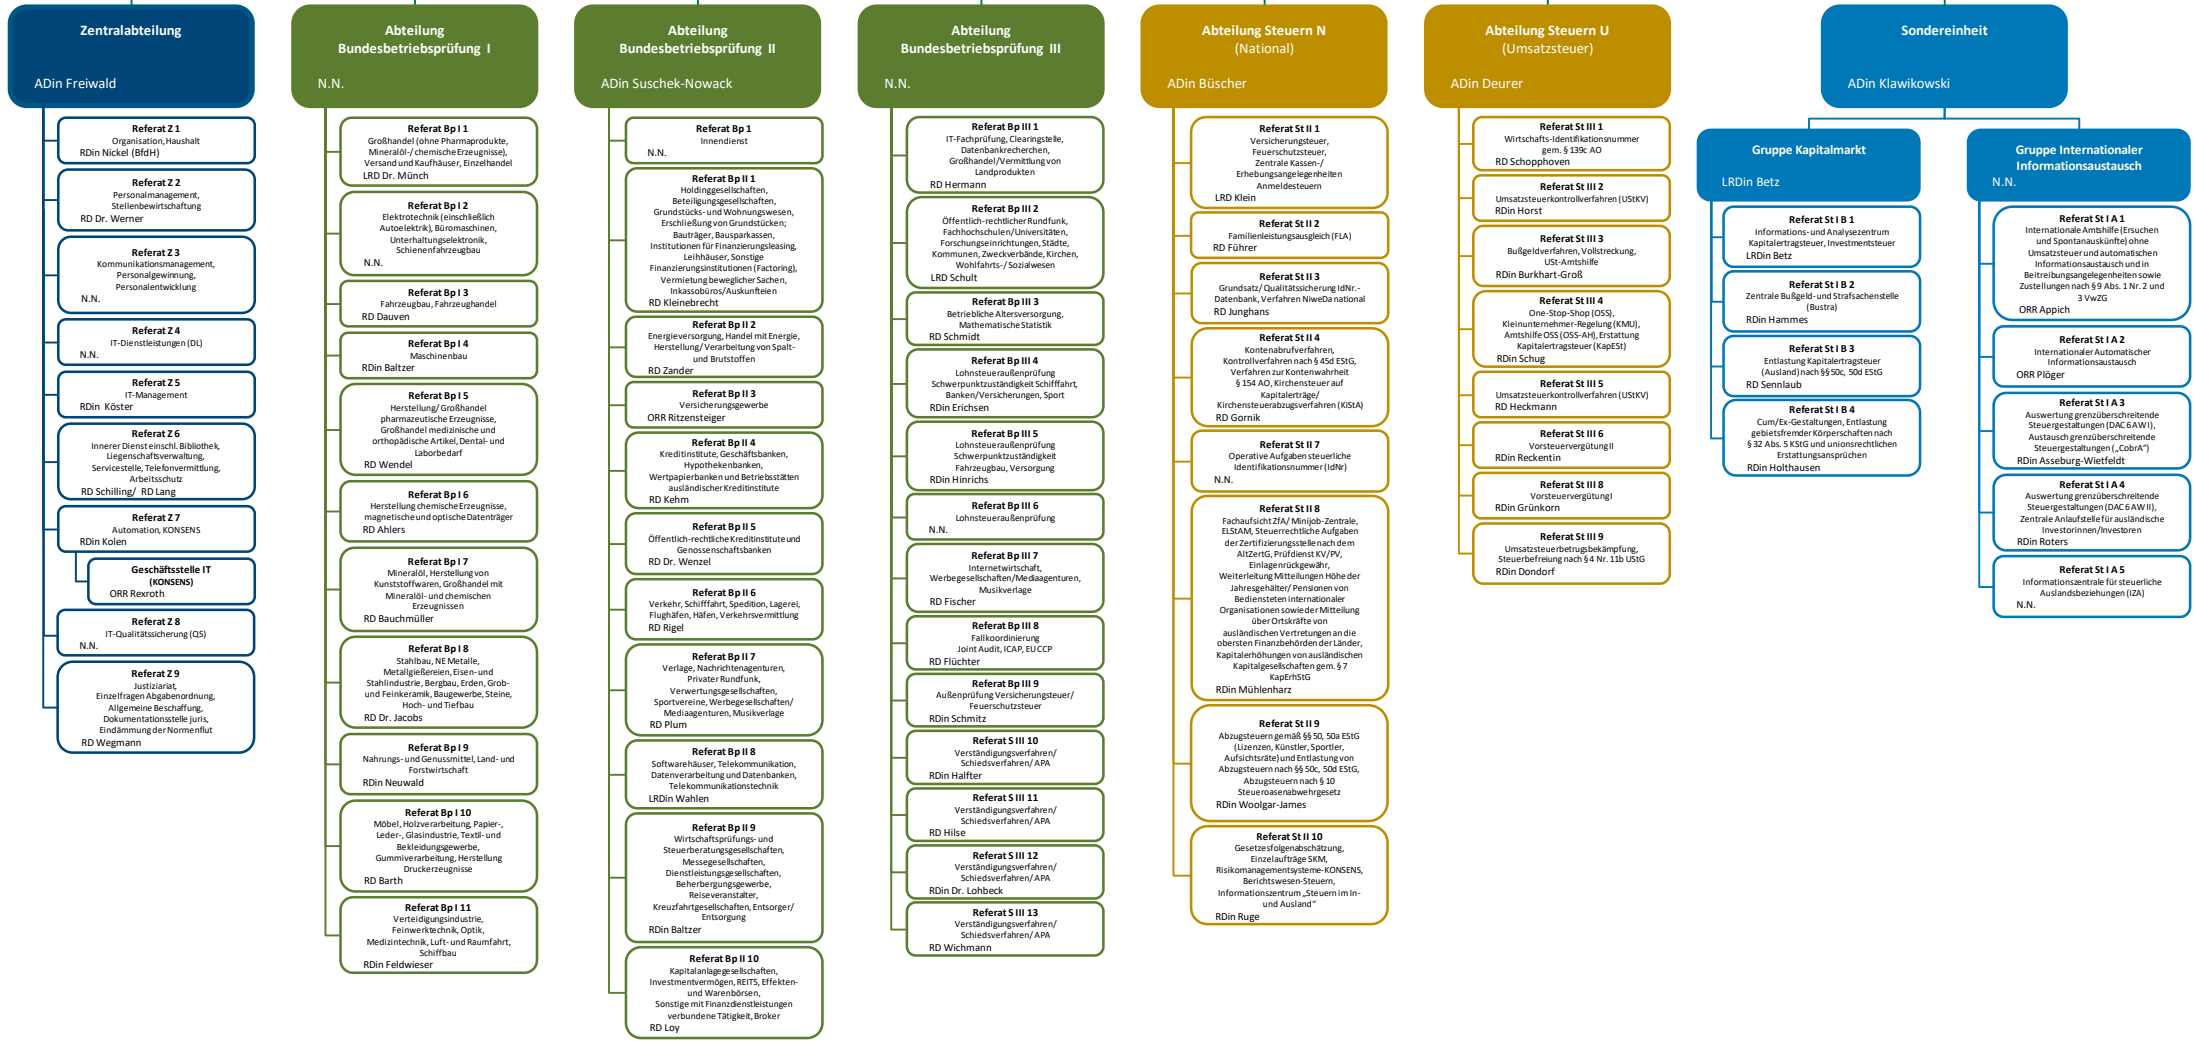 Zentralabteilung
ADin Freiwald
Referat Z 1
Organisation, Haushalt
RDin Nickel (BfdH)
Referat Z 2
Personalmanagement,
Stellenbewirtschaftung
RD Dr. Werner
Referat Z 3
Kommunikationsmanagement,
Personalgewinnung,
Personalentwicklung
N.N.
Referat Z 4
IT-Dienstleistungen (DL)
N.N.
Referat Z 5
IT-Management
RDin Köster
Referat Z 6
Innerer Dienst einschl. Bibliothek,
Liegenschaftsverwaltung,
Servicestelle, Telefonvermittlung,
Arbeitsschutz
RD Schilling/ RD Lang
Referat Z 7
Automation, KONSENS
RDin Kolen
Geschäftsstelle IT
(KONSENS)
ORR Rexroth
Referat Z 8
IT-Qualitätssicherung (QS)
N.N.
Referat Z 9
Justiziariat,
Einzelfragen Abgabenordnung,
Allgemeine Beschaffung,
Dokumentationsstelle juris,
Eindämmung der Normenflut
RD Wegmann
Abteilung
Bundesbetriebsprüfung I
N.N.
Referat Bp I 1
Großhandel (ohne Pharmaprodukte,
Mineralöl-/ chemische Erzeugnisse),
Versand und Kaufhäuser, Einzelhandel
LRD Dr. Münch
Referat Bp I 2
Elektrotechnik (einschließlich
Autoelektrik), Büromaschinen,
Unterhaltungselektronik,
Schienenfahrzeugbau
N.N.
Referat Bp I 3
Fahrzeugbau, Fahrzeughandel
RD Dauven
Referat Bp I 4
Maschinenbau
RDin Baltzer
Referat Bp I 5
Herstellung/ Großhandel
pharmazeutische Erzeugnisse,
Großhandel medizinische und
orthopädische Artikel, Dental- und
Laborbedarf
RD Wendel
Referat Bp I 6
Herstellung chemische Erzeugnisse,
magnetische und optische Datenträger
RD Ahlers
Referat Bp I 7
Mineralöl, Herstellung von
Kunststoffwaren, Großhandel mit
Mineralöl- und chemischen
Erzeugnissen
RD Bauchmüller
Referat Bp I 8
Stahlbau, NE Metalle,
Metallgießereien, Eisen- und
Stahlindustrie, Bergbau, Erden, Grob-
und Feinkeramik, Baugewerbe, Steine,
Hoch- und Tiefbau
RD Dr. Jacobs
Referat Bp I 9
Nahrungs- und Genussmittel, Land- und
Forstwirtschaft
RDin Neuwald
Referat Bp I 10
Möbel, Holzverarbeitung, Papier-,
Leder-, Glasindustrie, Textil- und
Bekleidungsgewerbe,
Gummiverarbeitung, Herstellung
Druckerzeugnisse
RD Barth
Referat Bp I 11
Verteidigungsindustrie,
Feinwerktechnik, Optik,
Medizintechnik, Luft- und Raumfahrt,
Schiffbau
RDin Feldwieser
Abteilung
Bundesbetriebsprüfung II
ADin Suschek-Nowack
Referat Bp 1
Innendienst
N.N.
Referat Bp II 1
Holdinggesellschaften,
Beteiligungsgesellschaften,
Grundstücks- und Wohnungswesen,
Erschließung von Grundstücken;
Bauträger, Bausparkassen,
Institutionen für Finanzierungsleasing,
Leihhäuser, Sonstige
Finanzierungsinstitutionen (Factoring),
Vermietung beweglicher Sachen,
Inkassobüros/Auskunfteien
RD Kleinebrecht
Referat Bp II 2
Energieversorgung, Handel mit Energie,
Herstellung/ Verarbeitung von Spalt-
und Brutstoffen
RD Zander
Referat Bp II 3
Versicherungsgewerbe
ORR Ritzensteiger
Referat Bp II 4
Kreditinstitute, Geschäftsbanken,
Hypothekenbanken,
Wertpapierbanken und Betriebsstätten
ausländischer Kreditinstitute
RD Kehm
Referat Bp II 5
Öffentlich-rechtliche Kreditinstitute und
Genossenschaftsbanken
RD Dr. Wenzel
Referat Bp II 6
Verkehr, Schifffahrt, Spedition, Lagerei,
Flughäfen, Häfen, Verkehrsvermittlung
RD Rigel
Referat Bp II 7
Verlage, Nachrichtenagenturen,
Privater Rundfunk,
Verwertungsgesellschaften,
Sportvereine, Werbegesellschaften/
Mediaagenturen, Musikverlage
RD Plum
Referat Bp II 8
Softwarehäuser, Telekommunikation,
Datenverarbeitung und Datenbanken,
Telekommunikationstechnik
LRDin Wahlen
Referat Bp II 9
Wirtschaftsprüfungs- und
Steuerberatungsgesellschaften,
Messegesellschaften,
Dienstleistungsgesellschaften,
Beherbergungsgewerbe,
Reiseveranstalter,
Kreuzfahrtgesellschaften, Entsorger/
Entsorgung
RDin Baltzer
Referat Bp II 10
Kapitalanlagegesellschaften,
Investmentvermögen, REITS, Effekten-
und Warenbörsen,
Sonstige mit Finanzdienstleistungen
verbundene Tätigkeit, Broker
RD Loy
Abteilung
Bundesbetriebsprüfung III
N.N.
Referat Bp III 1
IT-Fachprüfung, Clearingstelle,
Datenbankrecherchen,
Großhandel/Vermittlung von
Landprodukten
RD Hermann
Referat Bp III 2
Öffentlich-rechtlicher Rundfunk,
Fachhochschulen/Universitäten,
Forschungseinrichtungen, Städte,
Kommunen, Zweckverbände, Kirchen,
Wohlfahrts-/ Sozialwesen
LRD Schult
Referat Bp III 3
Betriebliche Altersversorgung,
Mathematische Statistik
RD Schmidt
Referat Bp III 4
Lohnsteueraußenprüfung
Schwerpunktzuständigkeit Schifffahrt,
Banken/Versicherungen, Sport
RDin Erichsen
Referat Bp III 5
Lohnsteueraußenprüfung
Schwerpunktzuständigkeit
Fahrzeugbau, Versorgung
RDin Hinrichs
Referat Bp III 6
Lohnsteueraußenprüfung
N.N.
Referat Bp III 7
Internetwirtschaft,
Werbegesellschaften/Mediaagenturen,
Musikverlage
RD Fischer
Referat Bp III 8
Fallkoordinierung
Joint Audit, ICAP, EU CCP
RD Flüchter
Referat Bp III 9
Außenprüfung Versicherungsteuer/
Feuerschutzsteuer
RDin Schmitz
Referat S III 10
Verständigungsverfahren/
Schiedsverfahren/ APA
RDin Halfter
Referat S III 11
Verständigungsverfahren/
Schiedsverfahren/ APA
RD Hilse
Referat S III 12
Verständigungsverfahren/
Schiedsverfahren/ APA
RDin Dr. Lohbeck
Referat S III 13
Verständigungsverfahren/
Schiedsverfahren/ APA
RD Wichmann
Abteilung Steuern N
(National)
ADin Büscher
Referat St II 1
Versicherungsteuer,
Feuerschutzsteuer,
Zentrale Kassen-/
Erhebungsangelegenheiten
Anmeldesteuern
LRD Klein
Referat St II 2
Familienleistungsausgleich (FLA)
RD Führer
Referat St II 3
Grundsatz/ Qualitätssicherung IdNr.-
Datenbank, Verfahren NiweDa national
RD Junghans
Referat St II 4
Kontenabrufverfahren,
Kontrollverfahren nach § 45d EStG,
Verfahren zur Kontenwahrheit
§ 154 AO, Kirchensteuer auf
Kapitalerträge/
Kirchensteuerabzugsverfahren (KiStA)
RD Gornik
Referat St II 7
Operative Aufgaben steuerliche
Identifikationsnummer (IdNr)
N.N.
Referat St II 8
Fachaufsicht ZfA/ Minijob-Zentrale,
ELStAM, Steuerrechtliche Aufgaben
der Zertifizierungsstelle nach dem
AltZertG, Prüfdienst KV/PV,
Einlagenrückgewähr,
Weiterleitung Mitteilungen Höhe der
Jahresgehälter/ Pensionen von
Bediensteten internationaler
Organisationen sowie der Mitteilung
über Ortskräfte von
ausländischen Vertretungen an die
obersten Finanzbehörden der Länder,
Kapitalerhöhungen von ausländischen
Kapitalgesellschaften gem. § 7
KapErhStG
RDin Mühlenharz
Referat St II 9
Abzugsteuern gemäß §§ 50, 50a EStG
(Lizenzen, Künstler, Sportler,
Aufsichtsräte) und Entlastung von
Abzugsteuern nach §§ 50c, 50d EStG,
Abzugsteuern nach § 10
Steueroasenabwehrgesetz
RDin Woolgar-James
Referat St II 10
Gesetzesfolgenabschätzung,
Einzelaufträge SKM,
Risikomanagementsysteme-KONSENS,
Berichtswesen-Steuern,
Informationszentrum „Steuern im In-
und Ausland“
RDin Ruge
Abteilung Steuern U
(Umsatzsteuer)
ADin Deurer
Referat St III 1
Wirtschafts-Identifikationsnummer
gem. § 139c AO
RD Schopphoven
Referat St III 2
Umsatzsteuerkontrollverfahren (UStKV)
RDin Horst
Referat St III 3
Bußgeldverfahren, Vollstreckung,
USt-Amtshilfe
RDin Burkhart-Groß
Referat St III 4
One-Stop-Shop (OSS),
Kleinunternehmer-Regelung (KMU),
Amtshilfe OSS (OSS-AH), Erstattung
Kapitalertragsteuer (KapESt)
RDin Schug
Referat St III 5
Umsatzsteuerkontrollverfahren (UStKV)
RD Heckmann
Referat St III 6
Vorsteuervergütung II
RDin Reckentin
Referat St III 8
Vorsteuervergütung I
RDin Grünkorn
Referat St III 9
Umsatzsteuerbetrugsbekämpfung,
Steuerbefreiung nach § 4 Nr. 11b UStG
RDin Dondorf
Sondereinheit
ADin Klawikowski
Gruppe Kapitalmarkt
LRDin Betz
Referat St I B 1
Informations- und Analysezentrum
Kapitalertragsteuer, Investmentsteuer
LRDin Betz
Referat St I B 2
Zentrale Bußgeld- und Strafsachenstelle
(Bustra)
RDin Hammes
Referat St I B 3
Entlastung Kapitalertragsteuer
(Ausland) nach §§ 50c, 50d EStG
RD Sennlaub
Referat St I B 4
Cum/Ex-Gestaltungen, Entlastung
gebietsfremder Körperschaften nach
§ 32 Abs. 5 KStG und unionsrechtlichen
Erstattungsansprüchen
RDin Holthausen
Gruppe Internationaler
Informationsaustausch
N.N.
Referat St I A 1
Internationale Amtshilfe (Ersuchen
und Spontanauskünfte) ohne
Umsatzsteuer und automatischen
Informationsaustausch und in
Beitreibungsangelegenheiten sowie
Zustellungen nach § 9 Abs. 1 Nr. 2 und
3 VwZG
ORR Appich
Referat St I A 2
Internationaler Automatischer
Informationsaustausch
ORR Plöger
Referat St I A 3
Auswertung grenzüberschreitende
Steuergestaltungen (DAC 6 AW I),
Austausch grenzüberschreitende
Steuergestaltungen („CobrA“)
RDin Asseburg-Wietfeldt
Referat St I A 4
Auswertung grenzüberschreitende
Steuergestaltungen (DAC 6 AW II),
Zentrale Anlaufstelle für ausländische
Investorinnen/Investoren
RDin Roters
Referat St I A 5
Informationszentrale für steuerliche
Auslandsbeziehungen (IZA)
N.N.